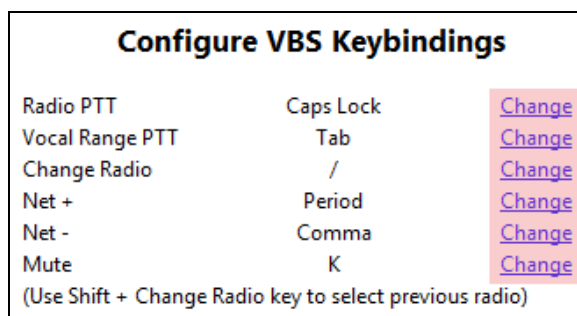 Configure VBS Keybindings
Radio PTT Caps Lock Change
Vocal Range PTT Tab Change
Change Radio / Change
Net + Period Change
Net - Comma Change
Mute K Change
(Use Shift + Change Radio key to select previous radio)